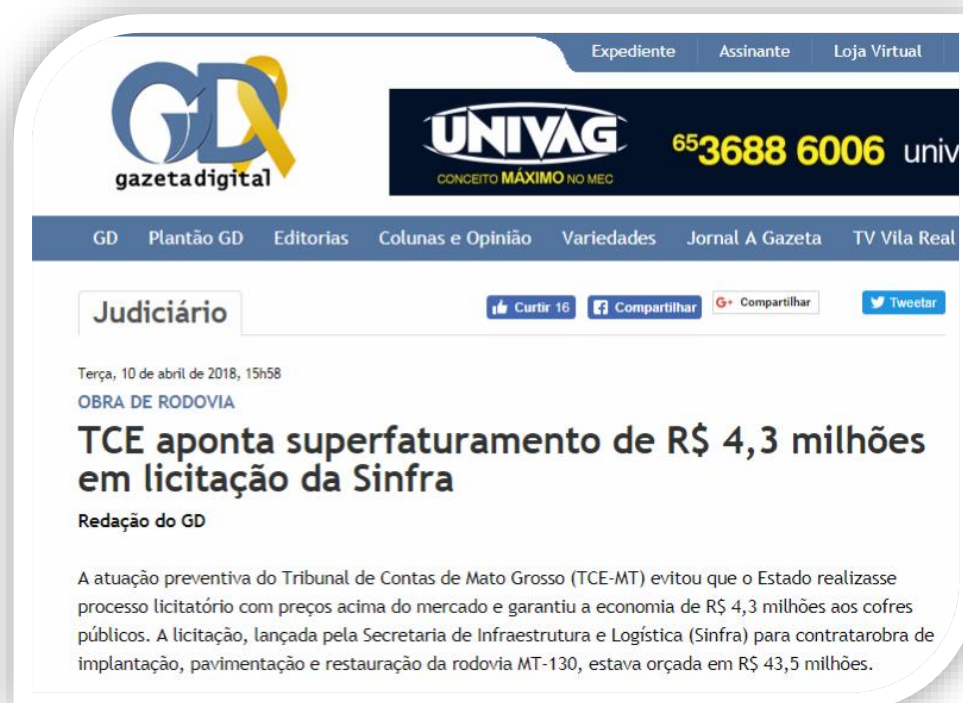 Expediente Assinante Loja Virtual
GD
gazetadigital
UNIVAG
CONCEITO MÁXIMO NO MEC
65 3688 6006 univ
GD Plantão GD Editorias Colunas e Opinião Variedades Jornal A Gazeta TV Vila Real
Judiciário
Curtir 16 Compartilhar G+ Compartilhar Tweetar
Terça, 10 de abril de 2018, 15h58
OBRA DE RODOVIA
TCE aponta superfaturamento de R$ 4,3 milhões
em licitação da Sinfra
Redação do GD
A atuação preventiva do Tribunal de Contas de Mato Grosso (TCE-MT) evitou que o Estado realizasse
processo licitatório com preços acima do mercado e garantiu a economia de R$ 4,3 milhões aos cofres
públicos. A licitação, lançada pela Secretaria de Infraestrutura e Logística (Sinfra) para contratarobra de
implantação, pavimentação e restauração da rodovia MT-130, estava orçada em R$ 43,5 milhões.